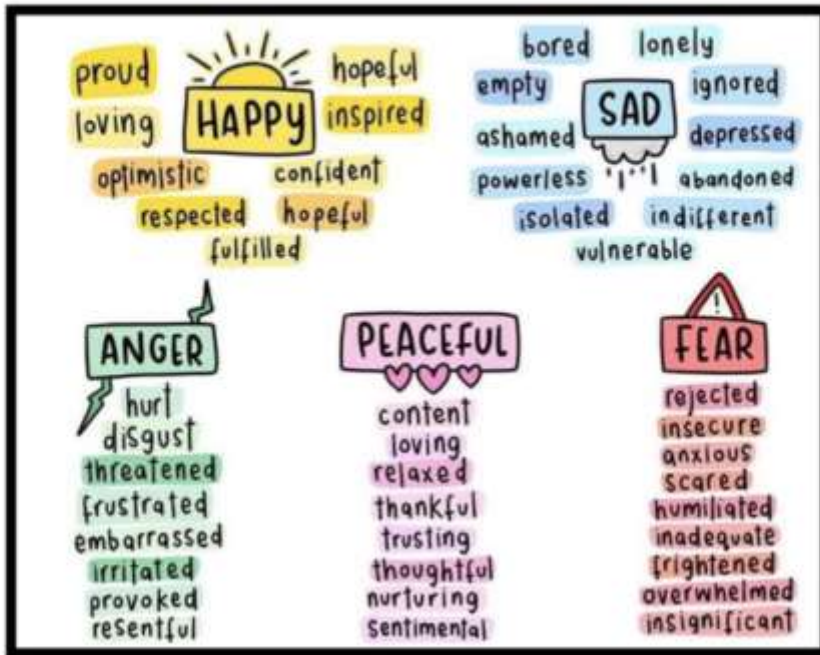 HAPPY
proud
hopeful
loving
inspired
optimistic
confident
respected
hopeful
fulfilled
SAD
bored
lonely
empty
ignored
ashamed
depressed
powerless
abandoned
isolated
indifferent
vulnerable
ANGER
hurt
disgust
threatened
frustrated
embarrassed
irritated
provoked
resentful
PEACEFUL
content
loving
relaxed
thankful
trusting
thoughtful
nurturing
sentimental
!
FEAR
rejected
insecure
anxious
scared
humiliated
inadequate
frightened
overwhelmed
insignificant